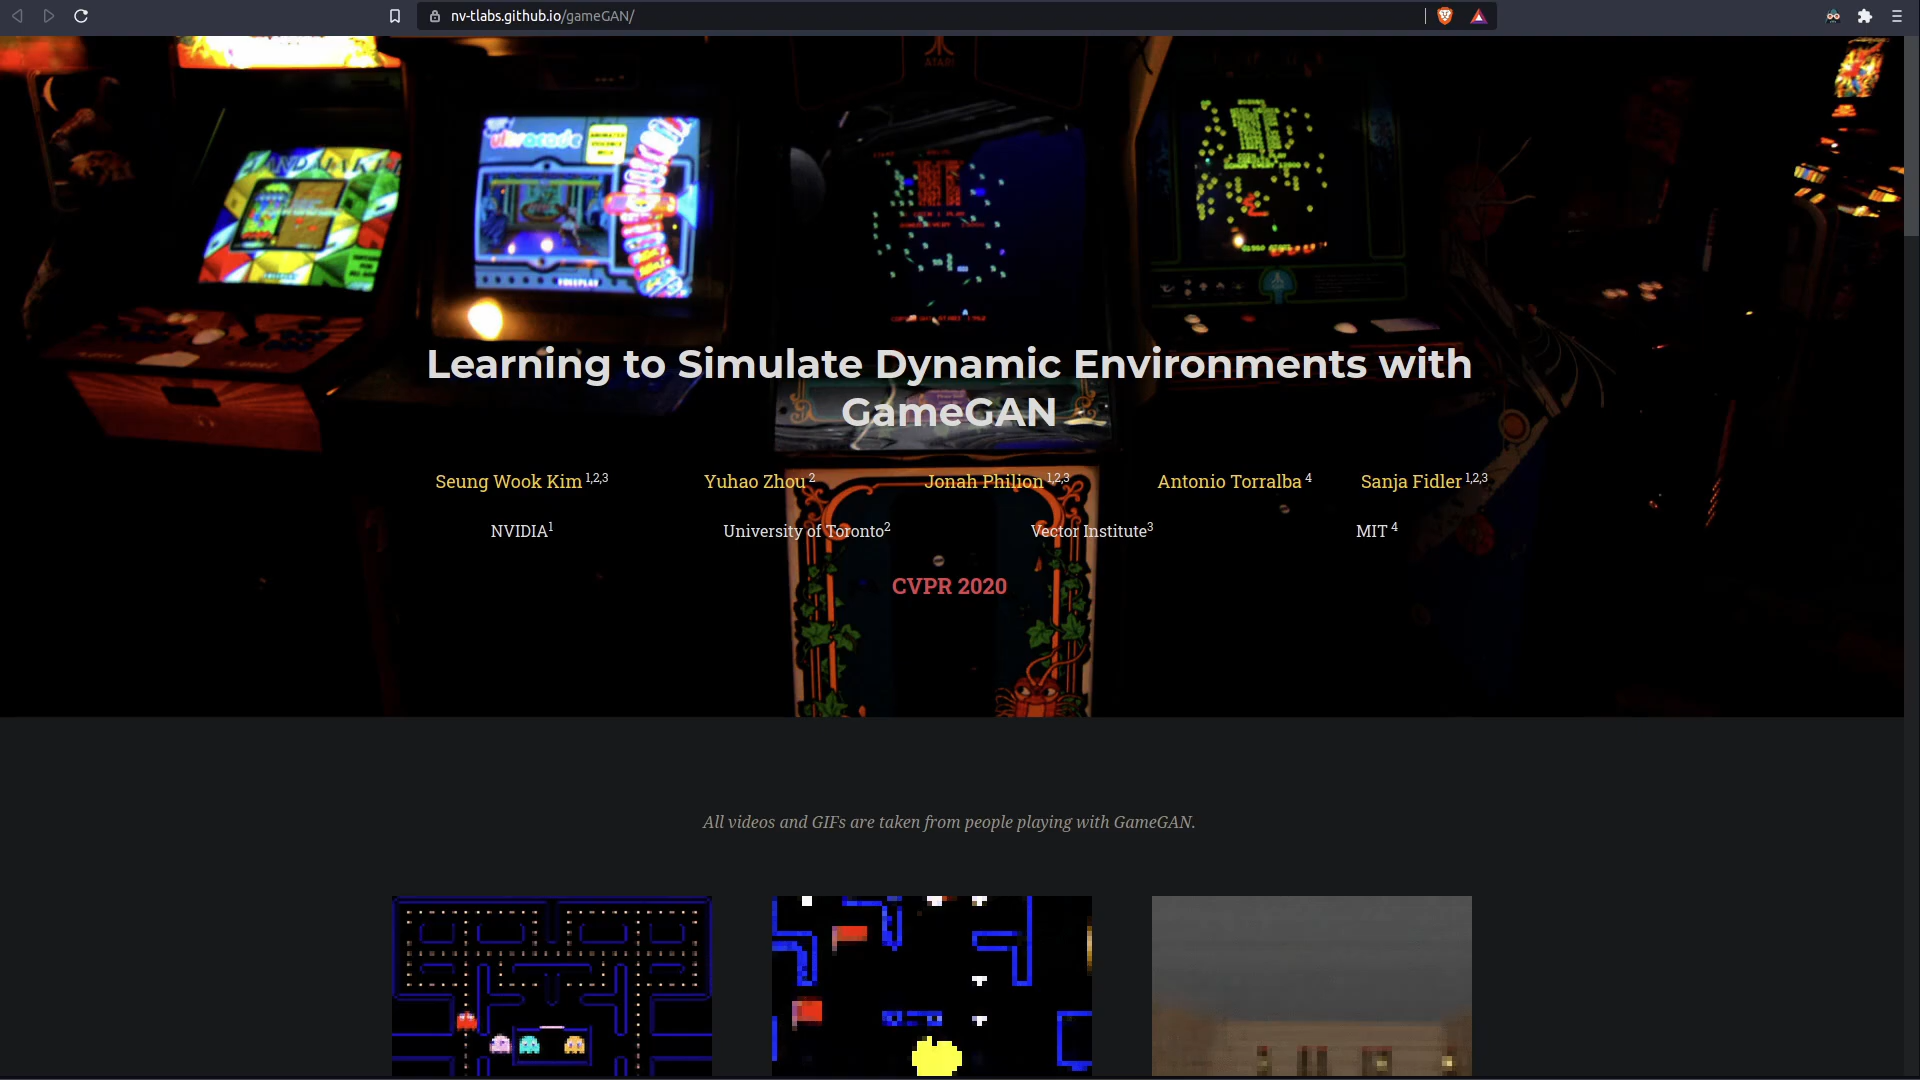 nv-tlabs.github.io/gameGAN/
ATARI
FREEPLAY
Learning to Simulate Dynamic Environments with
GameGAN
Seung Wook Kim 1,2,3 Yuhao Zhou 2 Jonah Philion 1,2,3 Antonio Torralba 4 Sanja Fidler 1,2,3
NVIDIA1 University of Toronto2 Vector Institute3 MIT 4
CVPR 2020
All videos and GIFs are taken from people playing with GameGAN.